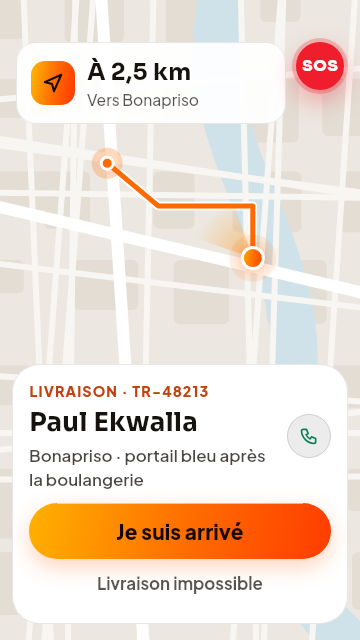 À 2,5 km
Vers Bonapriso
SOS
LIVRAISON · TR-48213
Paul Ekwalla
Bonapriso · portail bleu après
la boulangerie
Je suis arrivé
Livraison impossible